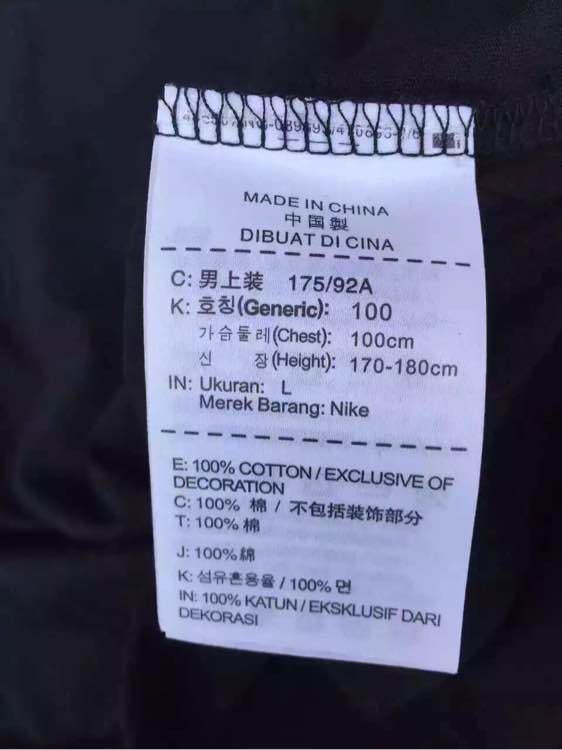 MADE IN CHINA
中国製
DIBUAT DI CINA
C: 男上装 175/92A
K: 호칭(Generic): 100
가슴둘레(Chest): 100cm
신 장(Height): 170-180cm
IN: Ukuran: L
Merek Barang: Nike
E: 100% COTTON / EXCLUSIVE OF
DECORATION
C: 100% 棉 / 不包括装饰部分
T: 100% 棉
J: 100% 綿
K: 섬유혼용율 / 100% 면
IN: 100% KATUN / EKSKLUSIF DARI
DEKORASI